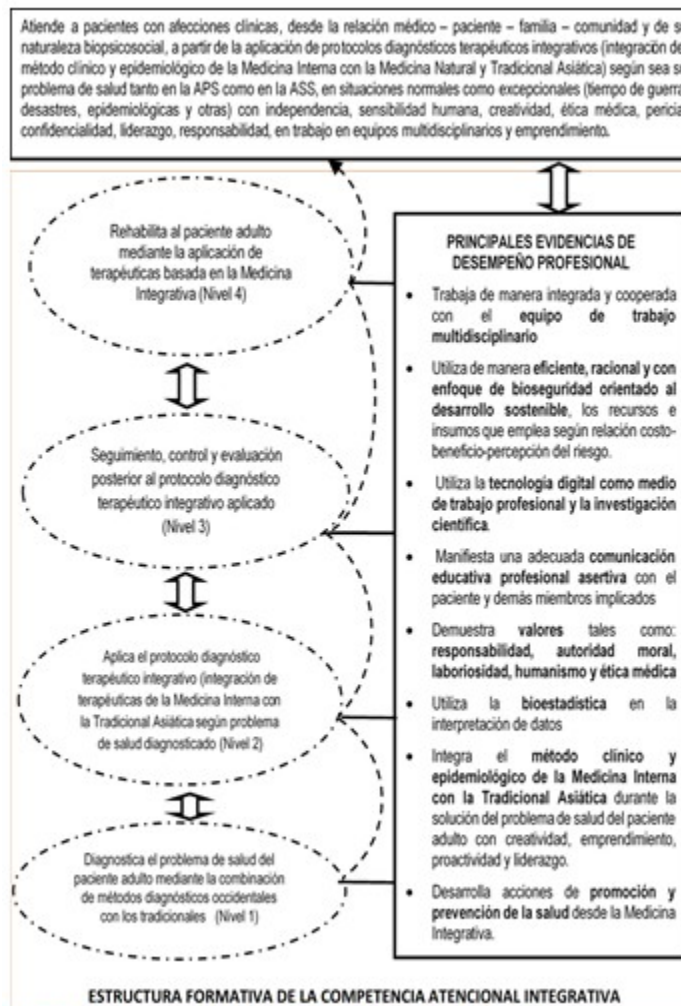 Atiende a pacientes con afecciones clínicas, desde la relación médico – paciente – familia – comunidad y de s
naturaleza biopsicosocial, a partir de la aplicación de protocolos diagnósticos terapéuticos integrativos (integración de
método clínico y epidemiológico de la Medicina Interna con la Medicina Natural y Tradicional Asiática) según sea s
problema de salud tanto en la APS como en la ASS, en situaciones normales como excepcionales (tiempo de guerra
desastres, epidemiológicas y otras) con independencia, sensibilidad humana, creatividad, ética médica, pericia
confidencialidad, liderazgo, responsabilidad, en trabajo en equipos multidisciplinarios y emprendimiento.
Rehabilita al paciente adulto
mediante la aplicación de
terapéuticas basada en la Medicina
Integrativa (Nivel 4)
Seguimiento, control y evaluación
posterior al protocolo diagnóstico
terapéutico integrativo aplicado
(Nivel 3)
Aplica el protocolo diagnóstico
terapéutico integrativo (integración de
terapéuticas de la Medicina Interna con
la Tradicional Asiática según problema
de salud diagnosticado (Nivel 2)
Diagnostica el problema de salud del
paciente adulto mediante la combinación
de métodos diagnósticos occidentales
con los tradicionales (Nivel 1)
PRINCIPALES EVIDENCIAS DE
DESEMPEÑO PROFESIONAL
• Trabaja de manera integrada y cooperada
con el equipo de trabajo
multidisciplinario
• Utiliza de manera eficiente, racional y con
enfoque de bioseguridad orientado al
desarrollo sostenible, los recursos e
insumos que emplea según relación costo-
beneficio-percepción del riesgo.
• Utiliza la tecnología digital como medio
de trabajo profesional y la investigación
científica.
• Manifiesta una adecuada comunicación
educativa profesional asertiva con el
paciente y demás miembros implicados
• Demuestra valores tales como:
responsabilidad, autoridad moral,
laboriosidad, humanismo y ética médica
• Utiliza la bioestadística en la
interpretación de datos
• Integra el método clínico y
epidemiológico de la Medicina Interna
con la Tradicional Asiática durante la
solución del problema de salud del paciente
adulto con creatividad, emprendimiento,
proactividad y liderazgo.
• Desarrolla acciones de promoción y
prevención de la salud desde la Medicina
Integrativa.
ESTRUCTURA FORMATIVA DE LA COMPETENCIA ATENCIONAL INTEGRATIVA